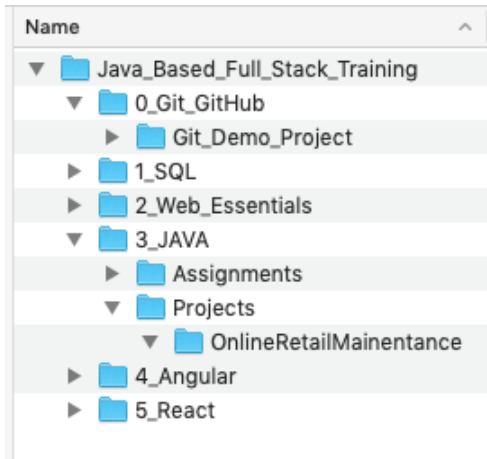 Name
Java_Based_Full_Stack_Training
0_Git_GitHub
Git_Demo_Project
1_SQL
2_Web_Essentials
3_JAVA
Assignments
Projects
OnlineRetailMainentance
4_Angular
5_React